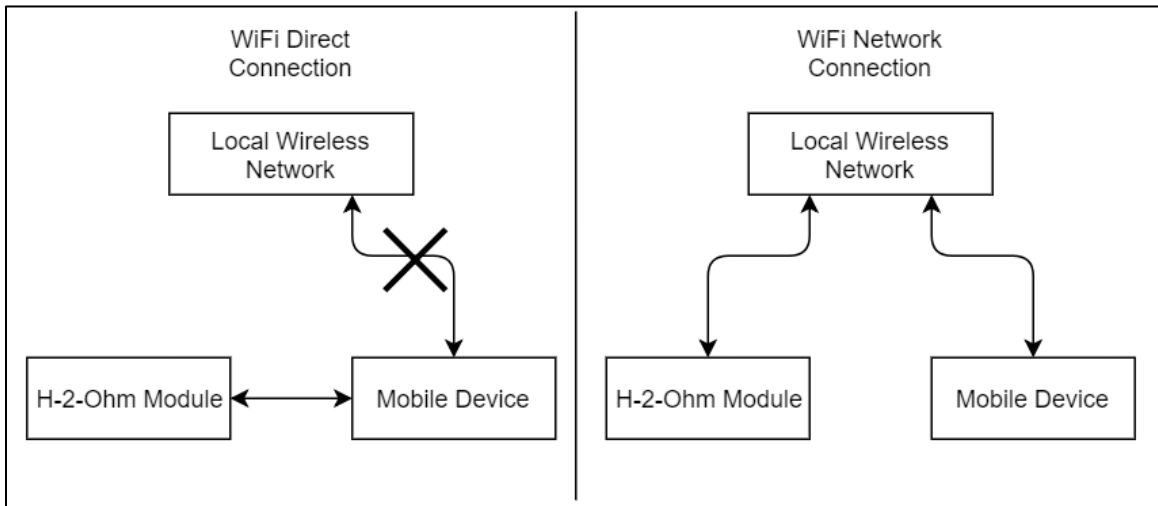 WiFi Direct
Connection
Local Wireless
Network
H-2-Ohm Module
Mobile Device
WiFi Network
Connection
Local Wireless
Network
H-2-Ohm Module
Mobile Device